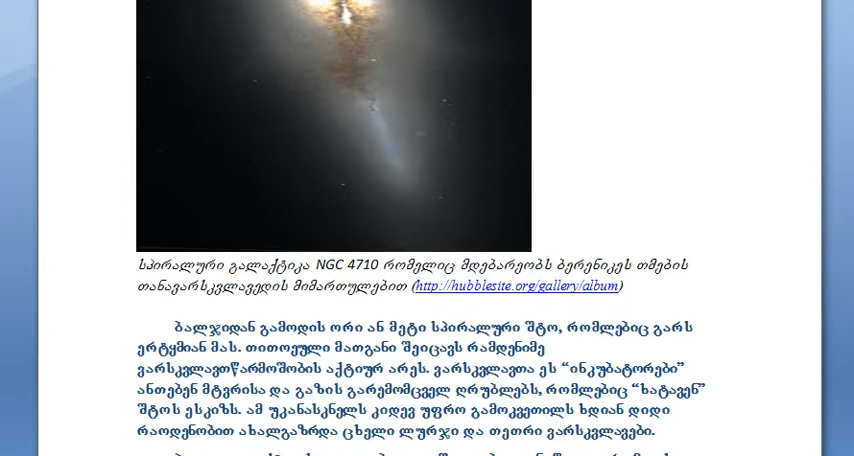 სპირალური გალაქტიკა NGC 4710 რომელიც მდებარეობს ბერენიკეს თმების
თანავარსკვლავედის მიმართულებით (http://hubblesite.org/gallery/album)
ბალჯიდან გამოდის ორი ან მეტი სპირალური შტო, რომლებიც გარს
ერტყმიან მას. თითოეული მათგანი შეიცავს რამდენიმე
ვარსკვლავთწარმოშობის აქტიურ არეს. ვარსკვლავთა ეს “ინკუბატორები”
ანთებენ მტვრისა და გაზის გარემომცველ ღრუბლებს, რომლებიც “ხატავენ”
შტოს ესკიზს. ამ უკანასკნელს კიდევ უფრო გამოკვეთილს ხდიან დიდი
რაოდენობით ახალგაზრდა ცხელი ლურჯი და თეთრი ვარსკვლავები.